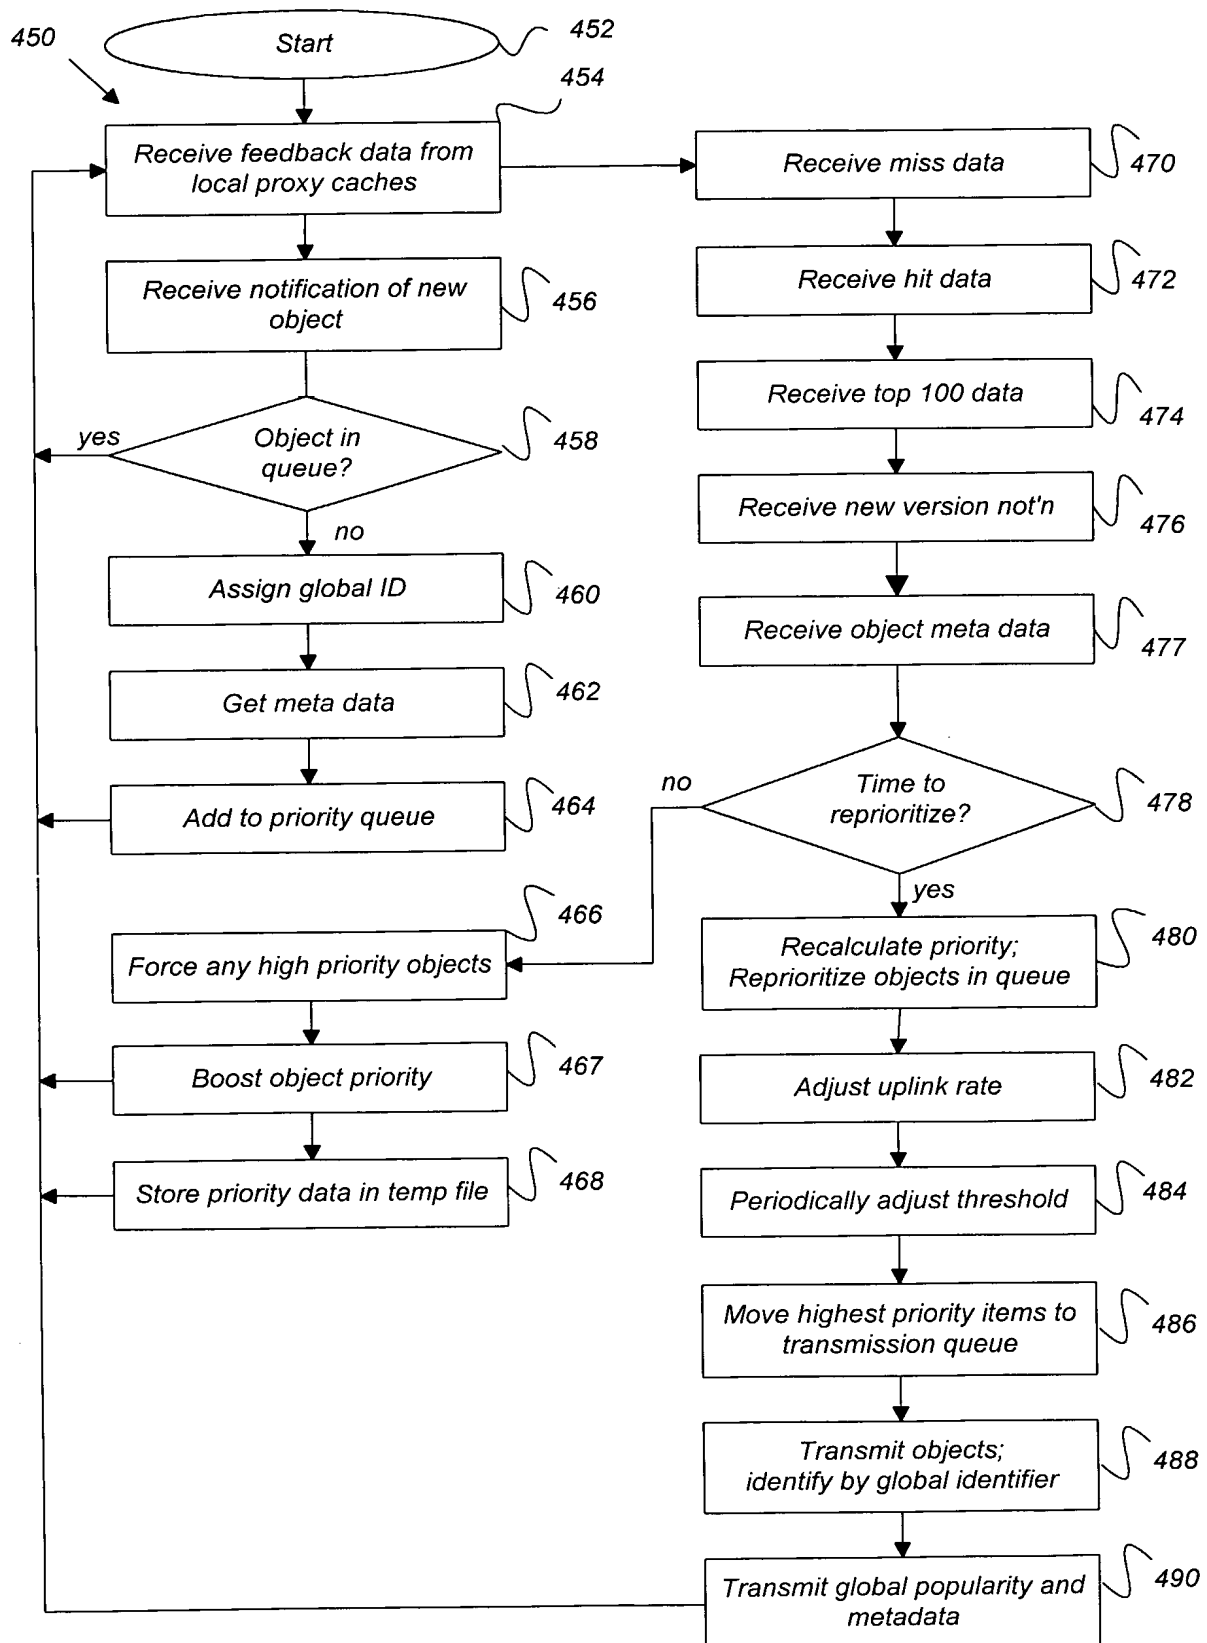 450
Start
452
454
Receive feedback data from
local proxy caches
Receive notification of new
object
456
yes
Object in
queue?
458
no
Assign global ID
460
Get meta data
462
Add to priority queue
464
466
Force any high priority objects
Boost object priority
467
Store priority data in temp file
468
Receive miss data
470
Receive hit data
472
Receive top 100 data
474
Receive new version not'n
476
Receive object meta data
477
no
Time to
reprioritize?
478
yes
Recalculate priority;
Reprioritize objects in queue
480
Adjust uplink rate
482
Periodically adjust threshold
484
Move highest priority items to
transmission queue
486
Transmit objects;
identify by global identifier
488
Transmit global popularity and
metadata
490